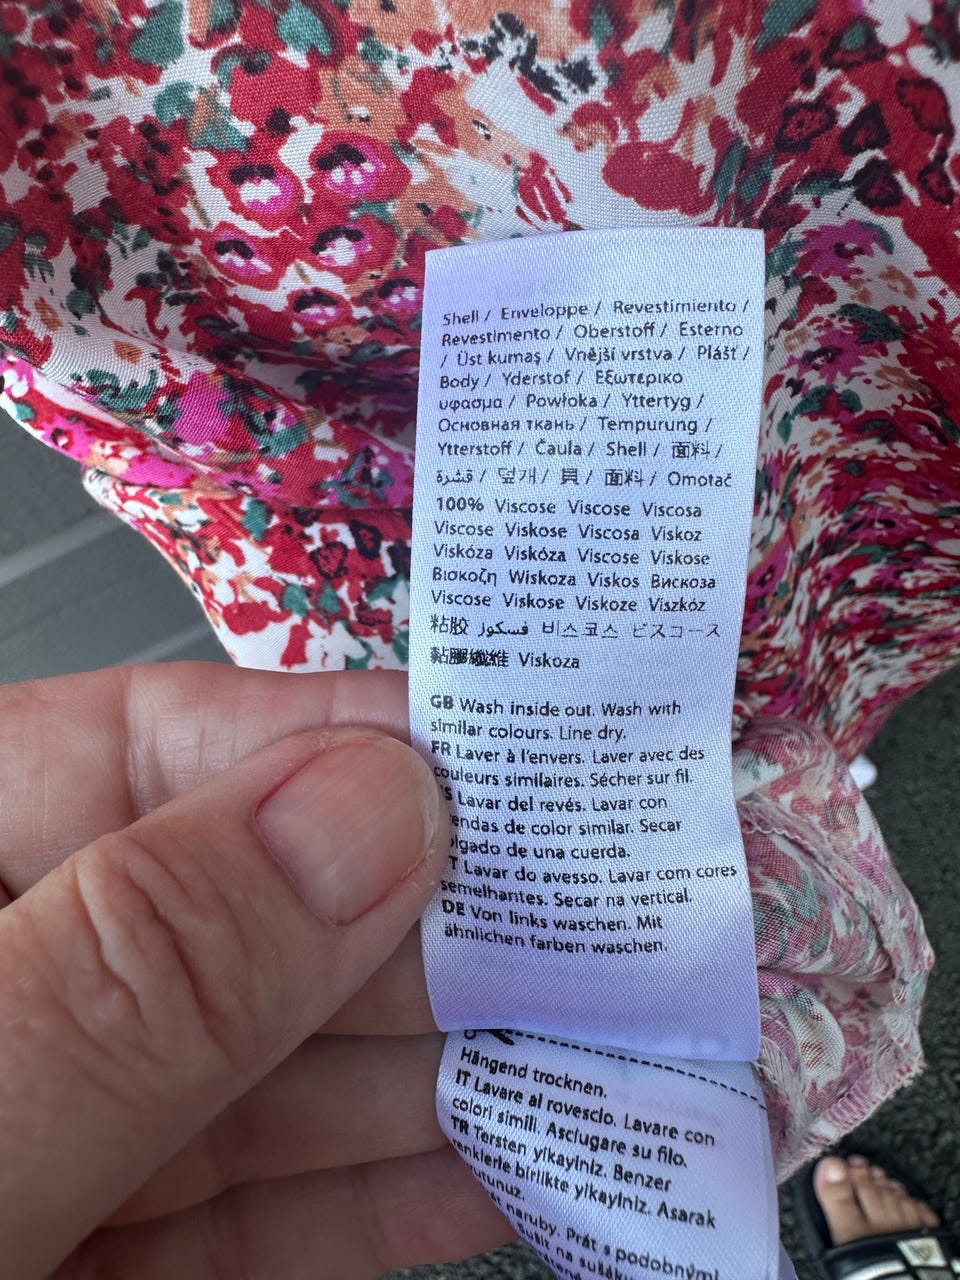 Shell / Enveloppe / Revestimiento /
Revestimento / Oberstoff / Esterno
/ Üst kumaş / Vnější vrstva / Plášť /
Body / Yderstof / Εξωτερικο
υφασμα / Powłoka / Yttertyg /
Основная ткань / Tempurung /
Ytterstoff / Čaula / Shell / 面料 /
قشرة / 덮개 / 貝 / 面料 / Omotač
100% Viscose Viscose Viscosa
Viscose Viskose Viscosa Viskoz
Viskóza Viskóza Viscose Viskose
Βισκοζη Wiskoza Viskos Вискоза
Viscose Viskose Viskoze Viszkóz
粘胶 فسكوز 비스코스 ビスコース
黏膠纖維 Viskoza
GB Wash inside out. Wash with
similar colours. Line dry.
FR Laver à l'envers. Laver avec des
couleurs similaires. Sécher sur fil.
Lavar del revés. Lavar con
de color similar. Secar
de una cuerda.
Lavar do avesso. Lavar com cores
semelhantes. Secar na vertical.
DE Von links waschen. Mit
ähnlichen farben waschen.
Hängend trocknen.
IT Lavare al rovescio. Lavare con
colori simili. Asciugare su filo.
TR Tersten yıkayınız. Benzer
renklerle birlikte yıkayınız. Asarak
naruby. Prát s podobnými
sušit na